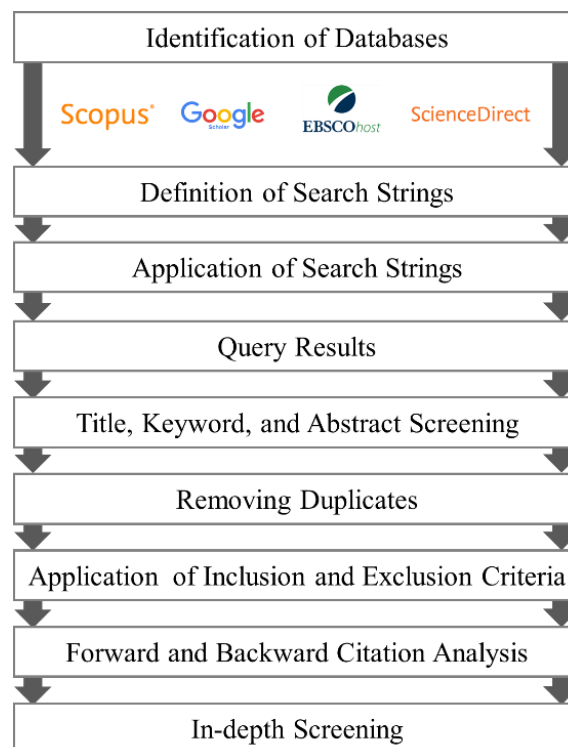 Identification of Databases
Scopus® Google Scholar EBSCOhost ScienceDirect
Definition of Search Strings
Application of Search Strings
Query Results
Title, Keyword, and Abstract Screening
Removing Duplicates
Application of Inclusion and Exclusion Criteria
Forward and Backward Citation Analysis
In-depth Screening